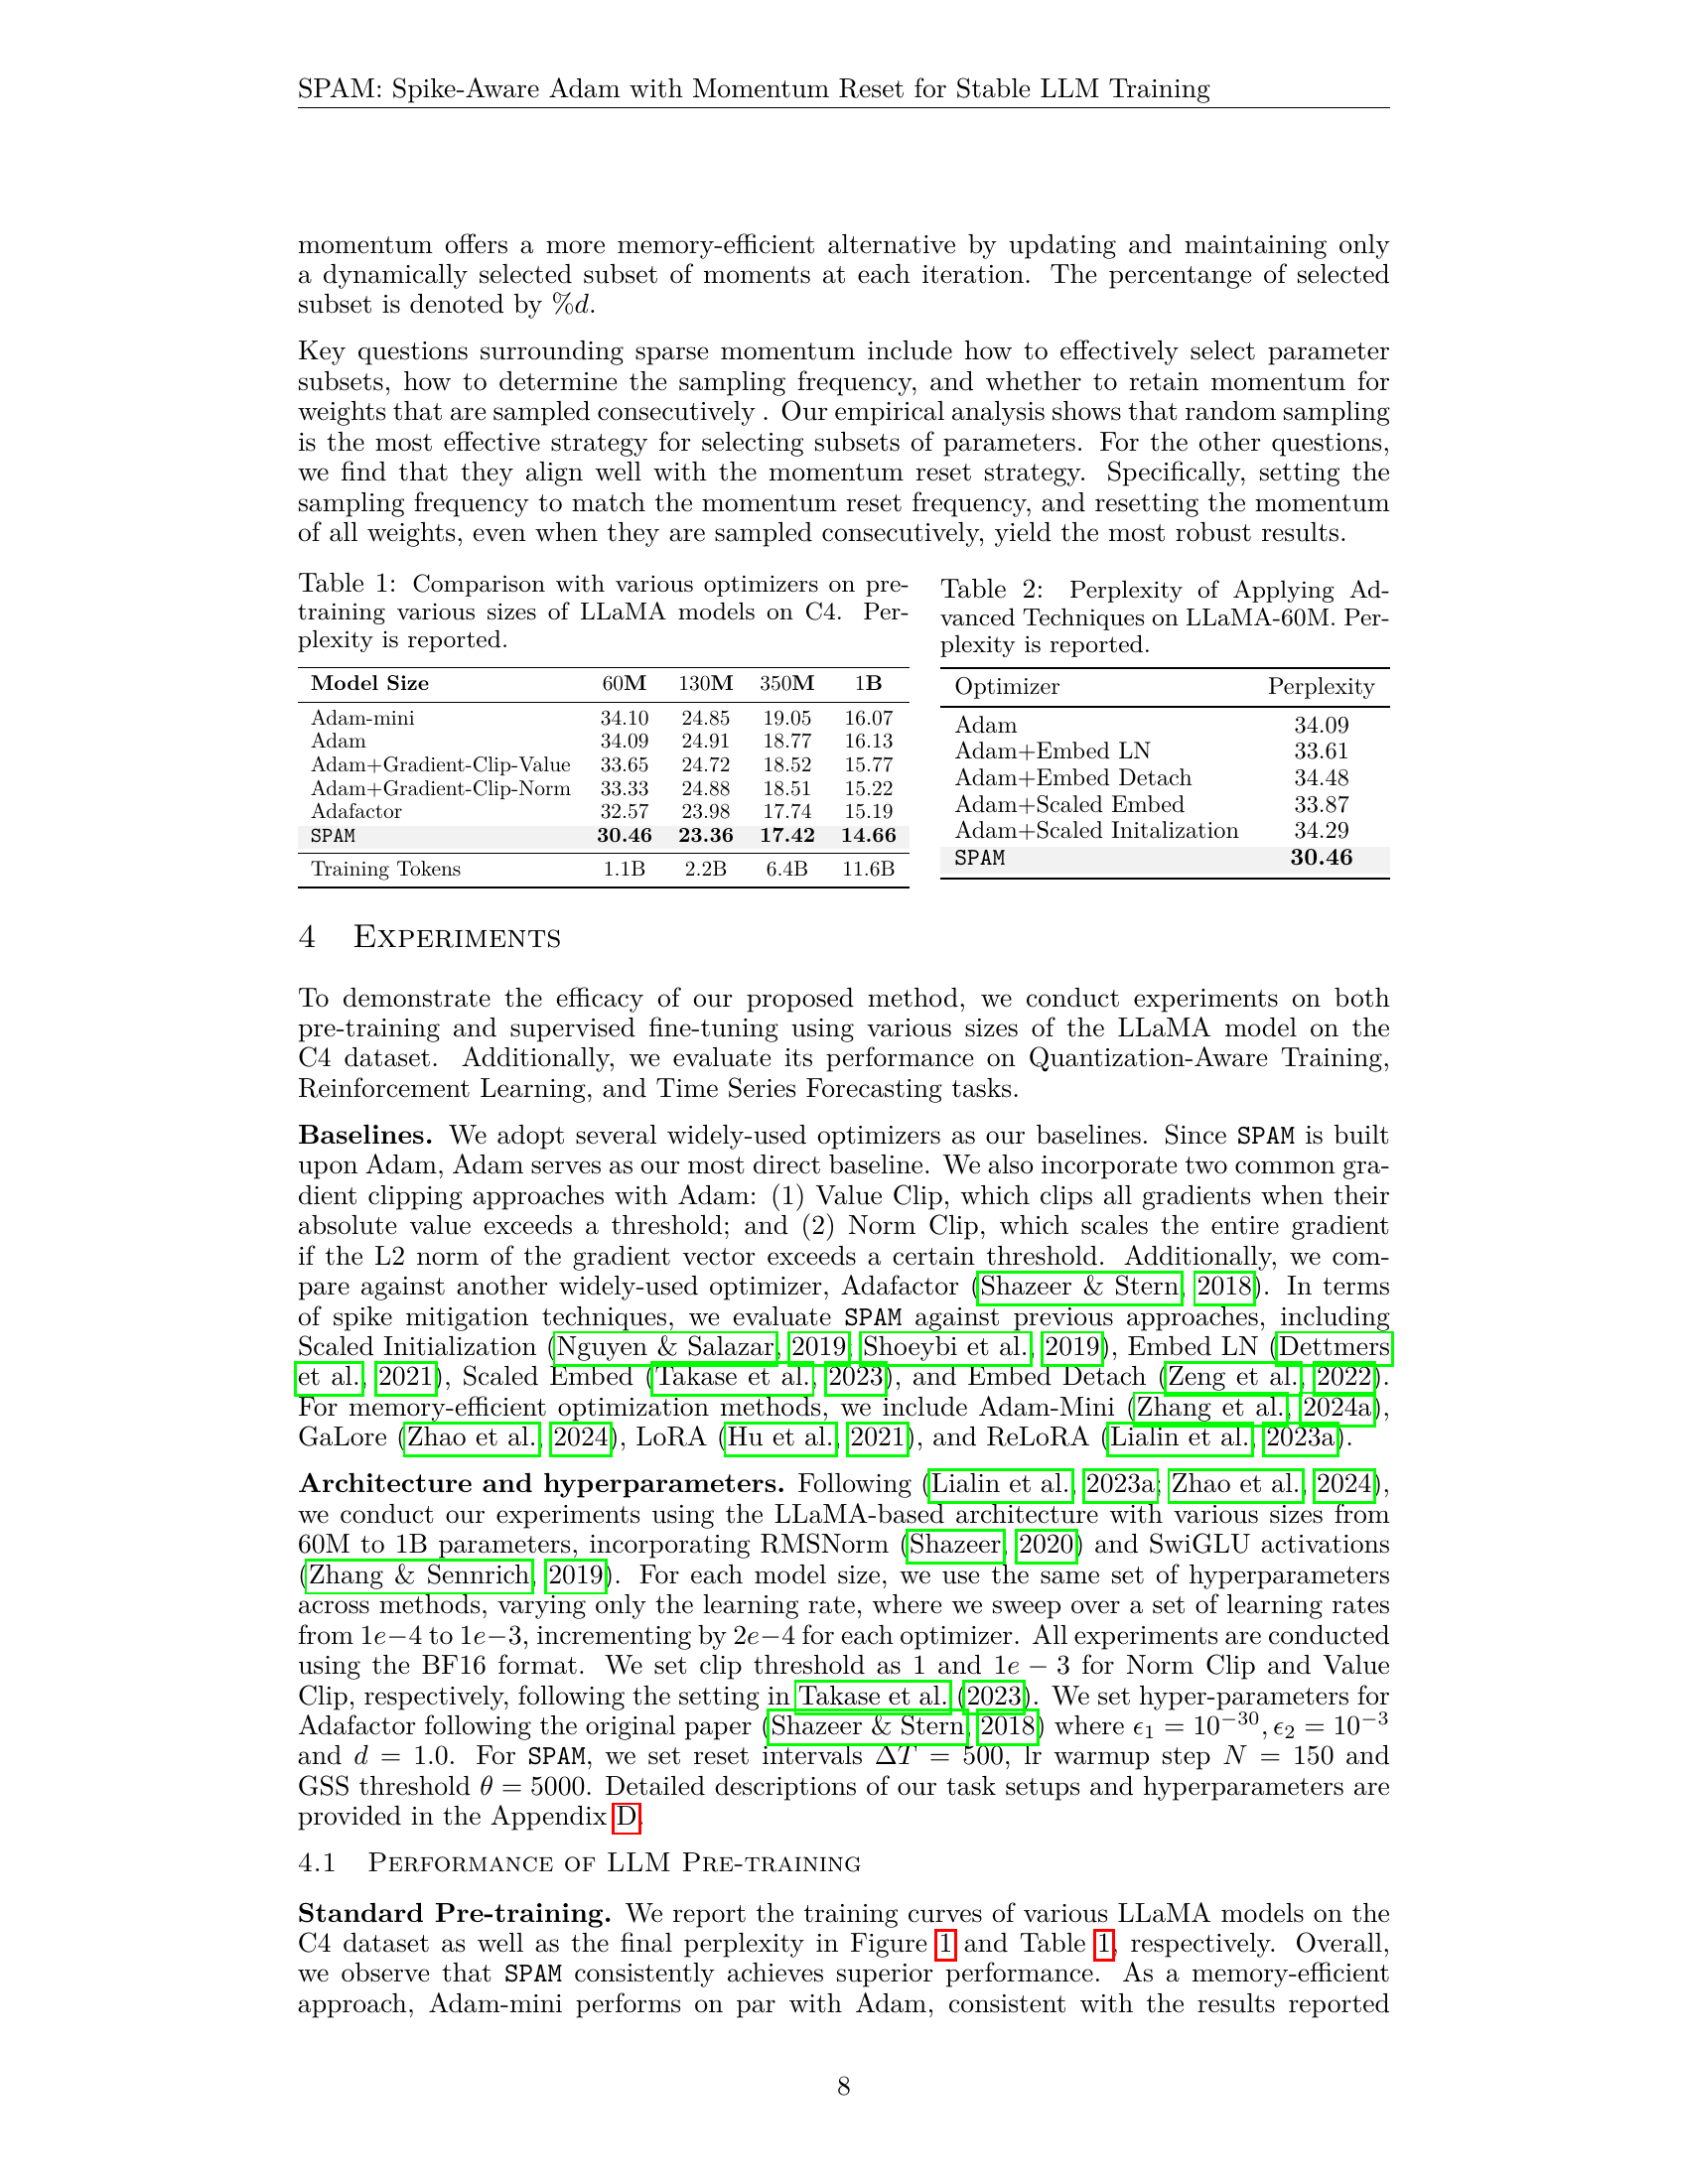 SPAM: Spike-Aware Adam with Momentum Reset for Stable LLM Training
momentum offers a more memory-efficient alternative by updating and maintaining only
a dynamically selected subset of moments at each iteration. The percentange of selected
subset is denoted by %d.
Key questions surrounding sparse momentum include how to effectively select parameter
subsets, how to determine the sampling frequency, and whether to retain momentum for
weights that are sampled consecutively . Our empirical analysis shows that random sampling
is the most effective strategy for selecting subsets of parameters. For the other questions,
we find that they align well with the momentum reset strategy. Specifically, setting the
sampling frequency to match the momentum reset frequency, and resetting the momentum
of all weights, even when they are sampled consecutively, yield the most robust results.
Table 1: Comparison with various optimizers on pre-
training various sizes of LLaMA models on C4. Per-
plexity is reported.
Model Size 60M 130M 350M 1B
Adam-mini 34.10 24.85 19.05 16.07
Adam 34.09 24.91 18.77 16.13
Adam+Gradient-Clip-Value 33.65 24.72 18.52 15.77
Adam+Gradient-Clip-Norm 33.33 24.88 18.51 15.22
Adafactor 32.57 23.98 17.74 15.19
SPAM 30.46 23.36 17.42 14.66
Training Tokens 1.1B 2.2B 6.4B 11.6B
Table 2: Perplexity of Applying Ad-
vanced Techniques on LLaMA-60M. Per-
plexity is reported.
Optimizer Perplexity
Adam 34.09
Adam+Embed LN 33.61
Adam+Embed Detach 34.48
Adam+Scaled Embed 33.87
Adam+Scaled Initalization 34.29
SPAM 30.46
4 Experiments
To demonstrate the efficacy of our proposed method, we conduct experiments on both
pre-training and supervised fine-tuning using various sizes of the LLaMA model on the
C4 dataset. Additionally, we evaluate its performance on Quantization-Aware Training,
Reinforcement Learning, and Time Series Forecasting tasks.
Baselines. We adopt several widely-used optimizers as our baselines. Since SPAM is built
upon Adam, Adam serves as our most direct baseline. We also incorporate two common gra-
dient clipping approaches with Adam: (1) Value Clip, which clips all gradients when their
absolute value exceeds a threshold; and (2) Norm Clip, which scales the entire gradient
if the L2 norm of the gradient vector exceeds a certain threshold. Additionally, we com-
pare against another widely-used optimizer, Adafactor (Shazeer & Stern, 2018). In terms
of spike mitigation techniques, we evaluate SPAM against previous approaches, including
Scaled Initialization (Nguyen & Salazar, 2019; Shoeybi et al., 2019), Embed LN (Dettmers
et al., 2021), Scaled Embed (Takase et al., 2023), and Embed Detach (Zeng et al., 2022).
For memory-efficient optimization methods, we include Adam-Mini (Zhang et al., 2024a),
GaLore (Zhao et al., 2024), LoRA (Hu et al., 2021), and ReLoRA (Lialin et al., 2023a).
Architecture and hyperparameters. Following (Lialin et al., 2023a; Zhao et al., 2024),
we conduct our experiments using the LLaMA-based architecture with various sizes from
60M to 1B parameters, incorporating RMSNorm (Shazeer, 2020) and SwiGLU activations
(Zhang & Sennrich, 2019). For each model size, we use the same set of hyperparameters
across methods, varying only the learning rate, where we sweep over a set of learning rates
from 1e−4 to 1e−3, incrementing by 2e−4 for each optimizer. All experiments are conducted
using the BF16 format. We set clip threshold as 1 and 1e − 3 for Norm Clip and Value
Clip, respectively, following the setting in Takase et al. (2023). We set hyper-parameters for
Adafactor following the original paper (Shazeer & Stern, 2018) where ϵ₁ = 10⁻³⁰, ϵ₂ = 10⁻³
and d = 1.0. For SPAM, we set reset intervals ΔT = 500, lr warmup step N = 150 and
GSS threshold θ = 5000. Detailed descriptions of our task setups and hyperparameters are
provided in the Appendix D.
4.1 Performance of LLM Pre-training
Standard Pre-training. We report the training curves of various LLaMA models on the
C4 dataset as well as the final perplexity in Figure 1 and Table 1, respectively. Overall,
we observe that SPAM consistently achieves superior performance. As a memory-efficient
approach, Adam-mini performs on par with Adam, consistent with the results reported
8